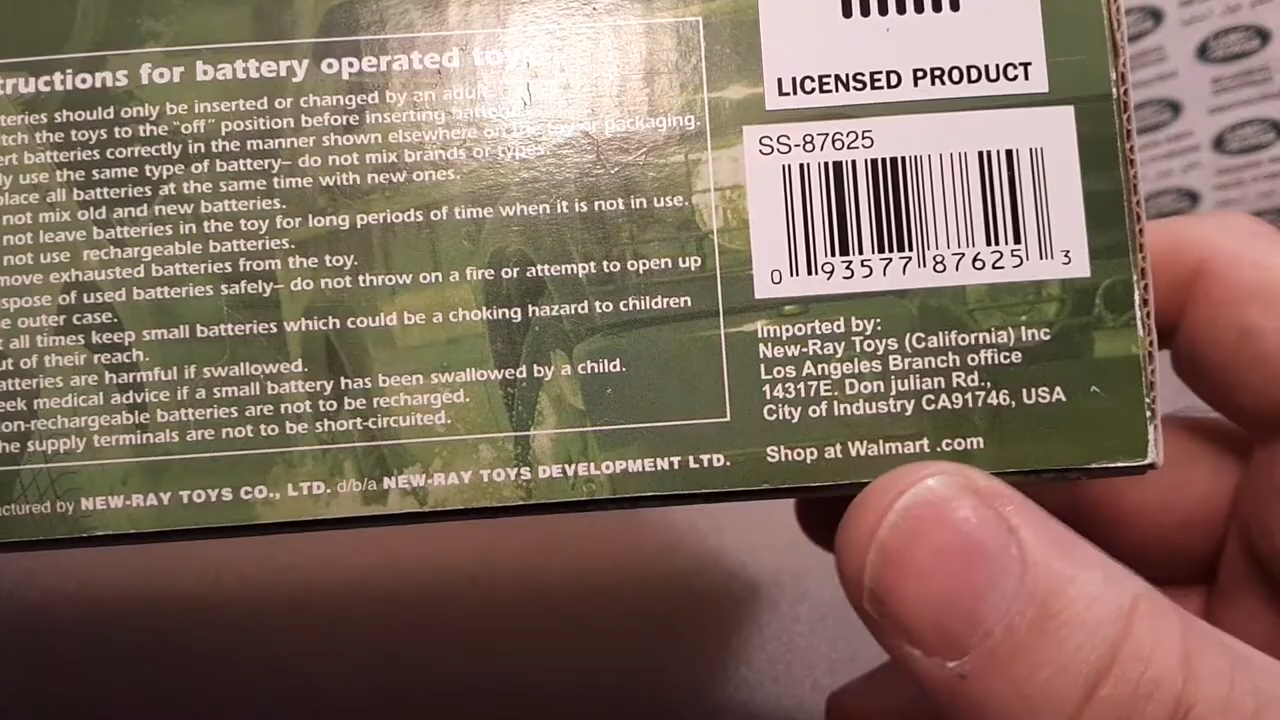 tructions for battery operated toys
teries should only be inserted or changed by an adult
tch the toys to the "off" position before inserting
ert batteries correctly in the manner shown elsewhere on the toy or packaging.
ly use the same type of battery– do not mix brands or types.
place all batteries at the same time with new ones.
not mix old and new batteries.
not leave batteries in the toy for long periods of time when it is not in use.
not use rechargeable batteries.
move exhausted batteries from the toy.
spose of used batteries safely– do not throw on a fire or attempt to open up
e outer case.
t all times keep small batteries which could be a choking hazard to children
ut of their reach.
atteries are harmful if swallowed.
eek medical advice if a small battery has been swallowed by a child.
on-rechargeable batteries are not to be recharged.
he supply terminals are not to be short-circuited.
actured by NEW-RAY TOYS CO., LTD. d/b/a NEW-RAY TOYS DEVELOPMENT LTD.
LICENSED PRODUCT
SS-87625
0 93577 87625 3
Imported by:
New-Ray Toys (California) Inc
Los Angeles Branch office
14317E. Don julian Rd.,
City of Industry CA91746, USA
Shop at Walmart .com